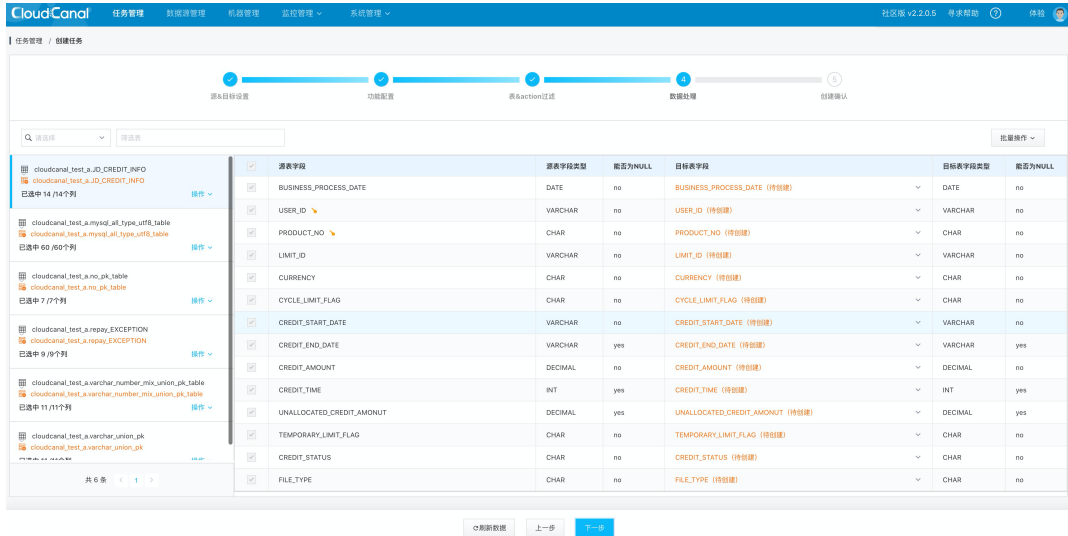 CloudCanal 任务管理 数据源管理 机器管理 监控管理 系统管理 社区版 v2.2.0.5 寻求帮助 ? 体验
任务管理 / 创建任务
4 5
源&目标设置 功能配置 表&action过滤 数据处理 创建确认
请选择 筛选表 批量操作
cloudcanal_test_a.JD_CREDIT_INFO
cloudcanal_test_a.JD_CREDIT_INFO
已选中 14 /14个列 操作
cloudcanal_test_a.mysql_all_type_utf8_table
cloudcanal_test_a.mysql_all_type_utf8_table
已选中 60 /60个列 操作
cloudcanal_test_a.no_pk_table
cloudcanal_test_a.no_pk_table
已选中 7 /7个列 操作
cloudcanal_test_a.repay_EXCEPTION
cloudcanal_test_a.repay_EXCEPTION
已选中 9 /9个列 操作
cloudcanal_test_a.varchar_number_mix_union_pk_table
cloudcanal_test_a.varchar_number_mix_union_pk_table
已选中 11 /11个列 操作
cloudcanal_test_a.varchar_union_pk
cloudcanal_test_a.varchar_union_pk
共 6 条 < 1 >
源表字段 源表字段类型 能否为NULL 目标表字段 目标表字段类型 能否为NULL
BUSINESS_PROCESS_DATE DATE no BUSINESS_PROCESS_DATE（待创建） DATE no
USER_ID VARCHAR no USER_ID（待创建） VARCHAR no
PRODUCT_NO CHAR no PRODUCT_NO（待创建） CHAR no
LIMIT_ID VARCHAR no LIMIT_ID（待创建） VARCHAR no
CURRENCY CHAR no CURRENCY（待创建） CHAR no
CYCLE_LIMIT_FLAG CHAR no CYCLE_LIMIT_FLAG（待创建） CHAR no
CREDIT_START_DATE VARCHAR no CREDIT_START_DATE（待创建） VARCHAR no
CREDIT_END_DATE VARCHAR yes CREDIT_END_DATE（待创建） VARCHAR yes
CREDIT_AMOUNT DECIMAL no CREDIT_AMOUNT（待创建） DECIMAL no
CREDIT_TIME INT yes CREDIT_TIME（待创建） INT yes
UNALLOCATED_CREDIT_AMONUT DECIMAL yes UNALLOCATED_CREDIT_AMONUT（待创建） DECIMAL yes
TEMPORARY_LIMIT_FLAG CHAR no TEMPORARY_LIMIT_FLAG（待创建） CHAR no
CREDIT_STATUS CHAR no CREDIT_STATUS（待创建） CHAR no
FILE_TYPE CHAR no FILE_TYPE（待创建） CHAR no
刷新数据 上一步 下一步